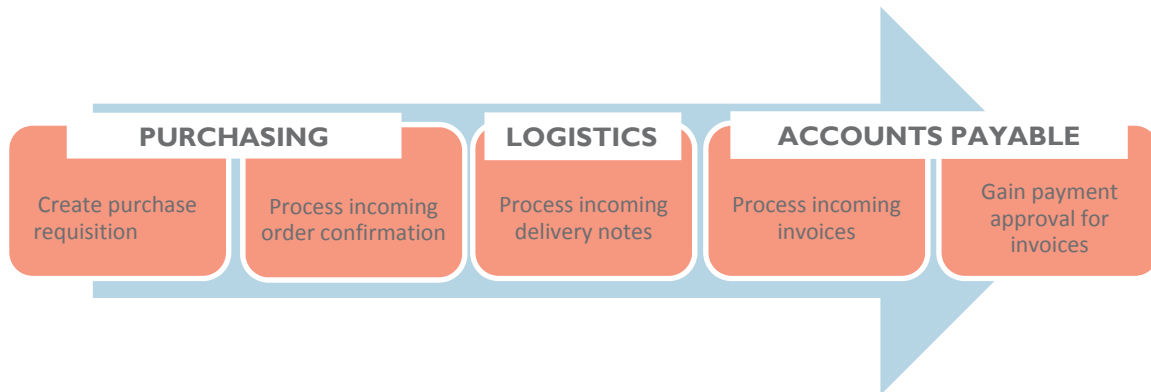 PURCHASING
LOGISTICS
ACCOUNTS PAYABLE
Create purchase
requisition
Process incoming
order confirmation
Process incoming
delivery notes
Process incoming
invoices
Gain payment
approval for
invoices